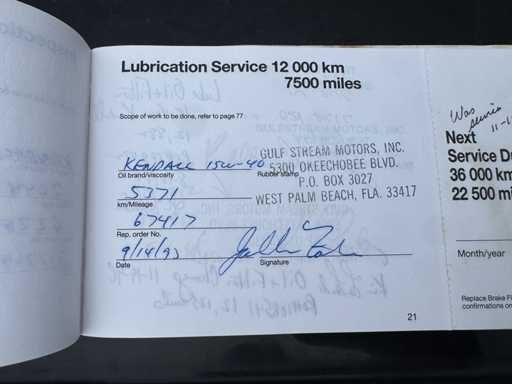 Lubrication Service 12 000 km
7500 miles
Scope of work to be done, refer to page 77
KENDALL 15W-40
Oil brand/viscosity
Rubber stamp
GULF STREAM MOTORS, INC.
5300 OKEECHOBEE BLVD.
P.O. BOX 3027
WEST PALM BEACH, FLA. 33417
5371
km/Mileage
67417
Rep. order No.
9/14/93
Date
Signature
21
Was
service
Next
Service
36 000 km
22 500
Month/year
Replace Brake
confirmations on